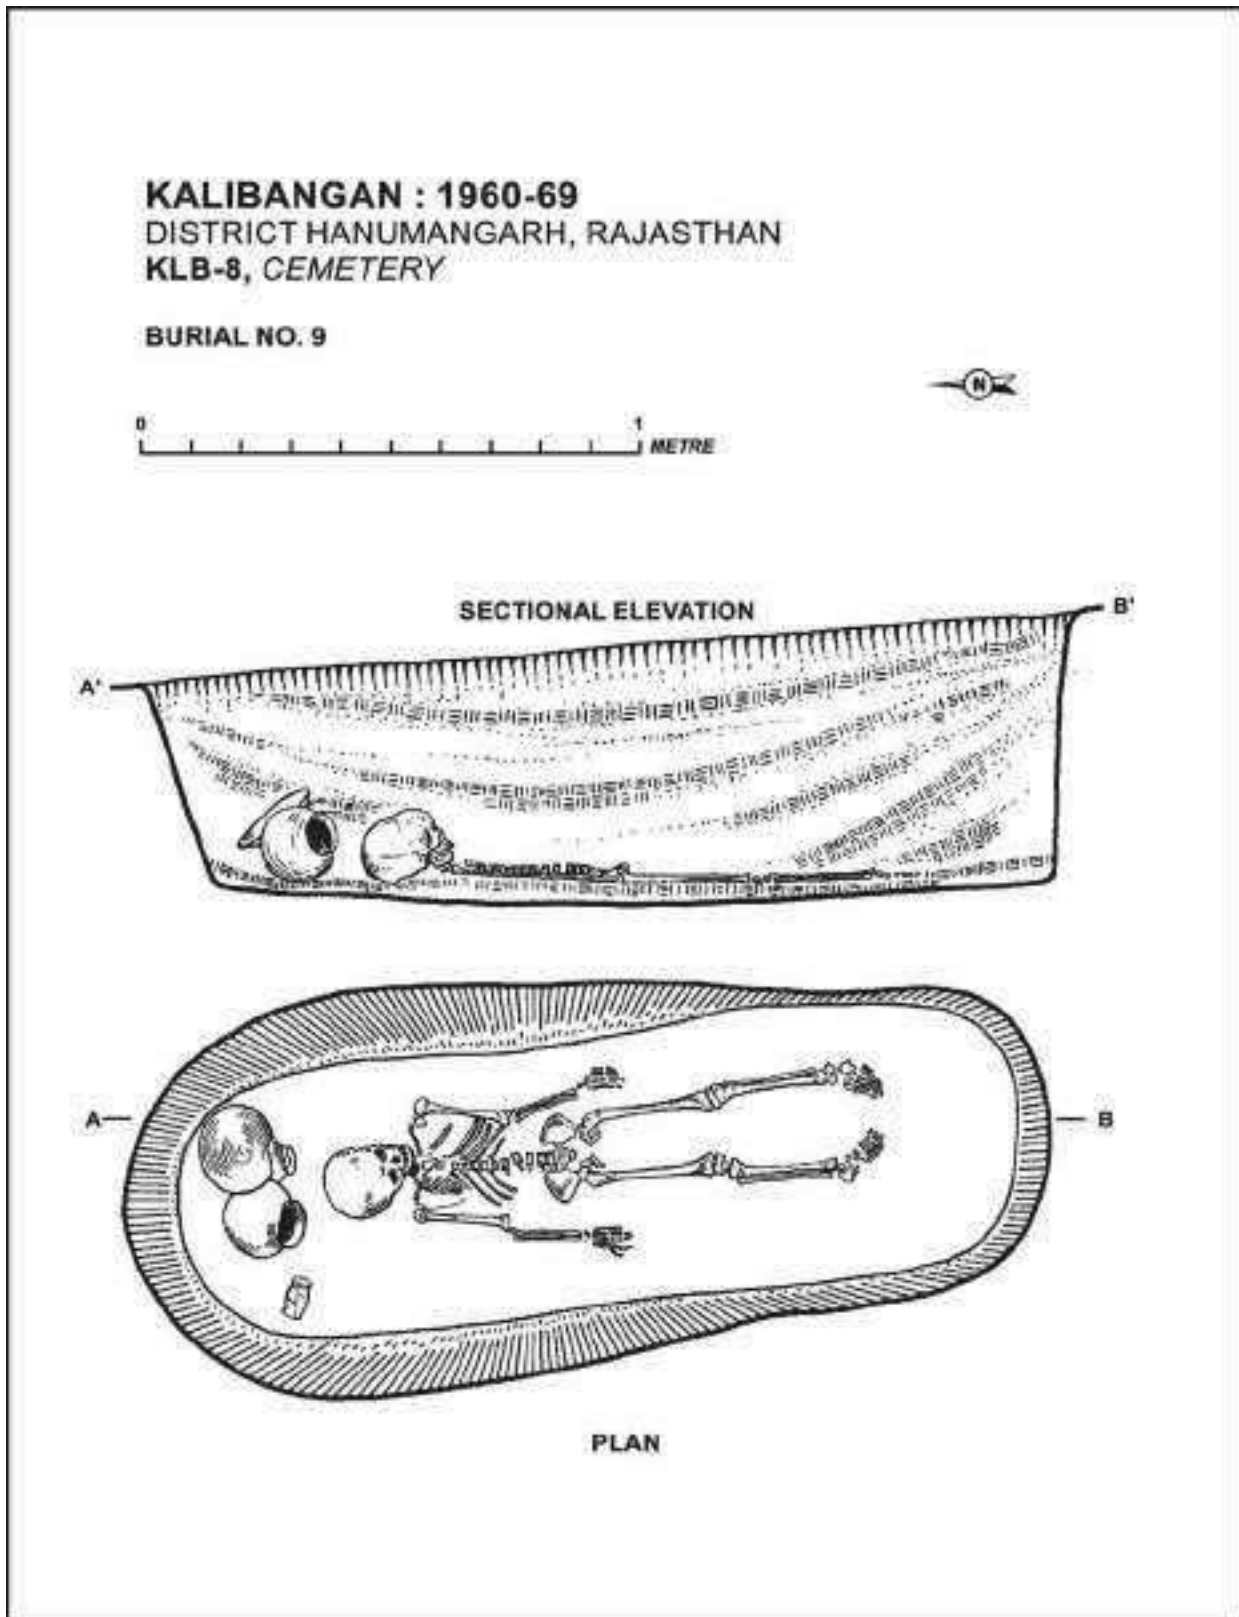 KALIBANGAN : 1960-69
DISTRICT HANUMANGARH, RAJASTHAN
KLB-8, CEMETERY
BURIAL NO. 9
N
0 1
METRE
SECTIONAL ELEVATION
A' B'
A B
PLAN